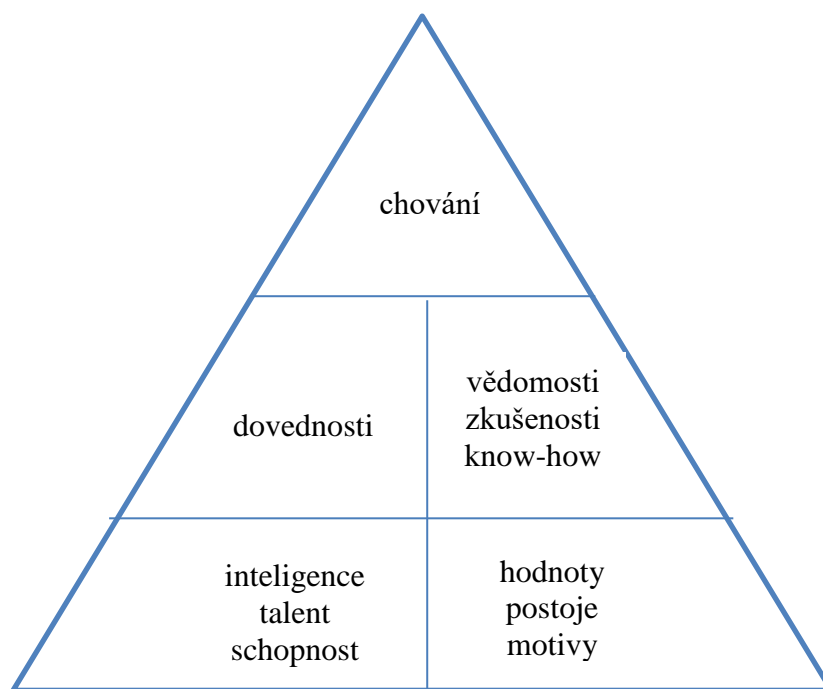 chování
dovednosti
vědomosti
zkušenosti
know-how
inteligence
talent
schopnost
hodnoty
postoje
motivy